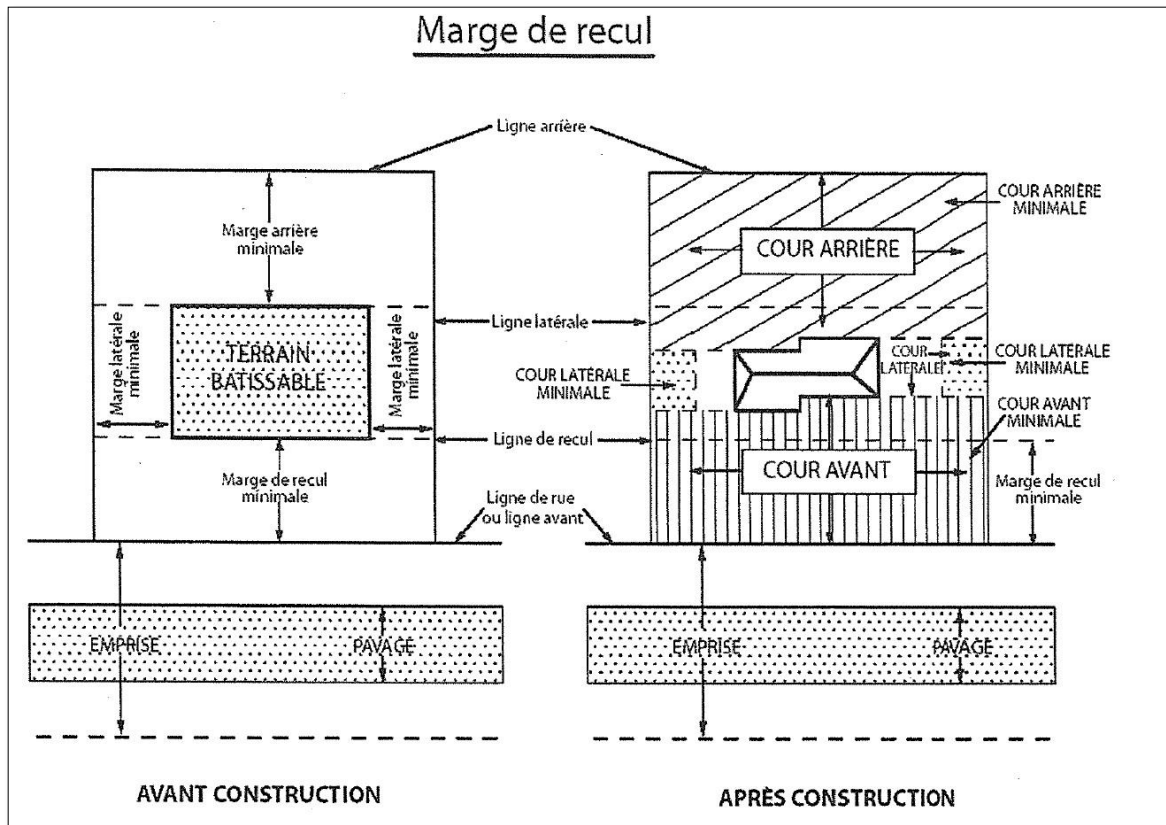 Marge de recul
Ligne arrière
Marge arrière
minimale
Marge latérale
minimale
TERRAIN
BATISSABLE
Marge latérale
minimale
Marge de recul
minimale
Ligne latérale
Ligne de recul
Ligne de rue
ou ligne avant
EMPRISE
PAVAGE
AVANT CONSTRUCTION
COUR ARRIÈRE
MINIMALE
COUR ARRIÈRE
COUR LATÉRALE
MINIMALE
COUR
LATÉRALE
COUR LATÉRALE
MINIMALE
COUR AVANT
MINIMALE
COUR AVANT
Marge de recul
minimale
EMPRISE
PAVAGE
APRÈS CONSTRUCTION